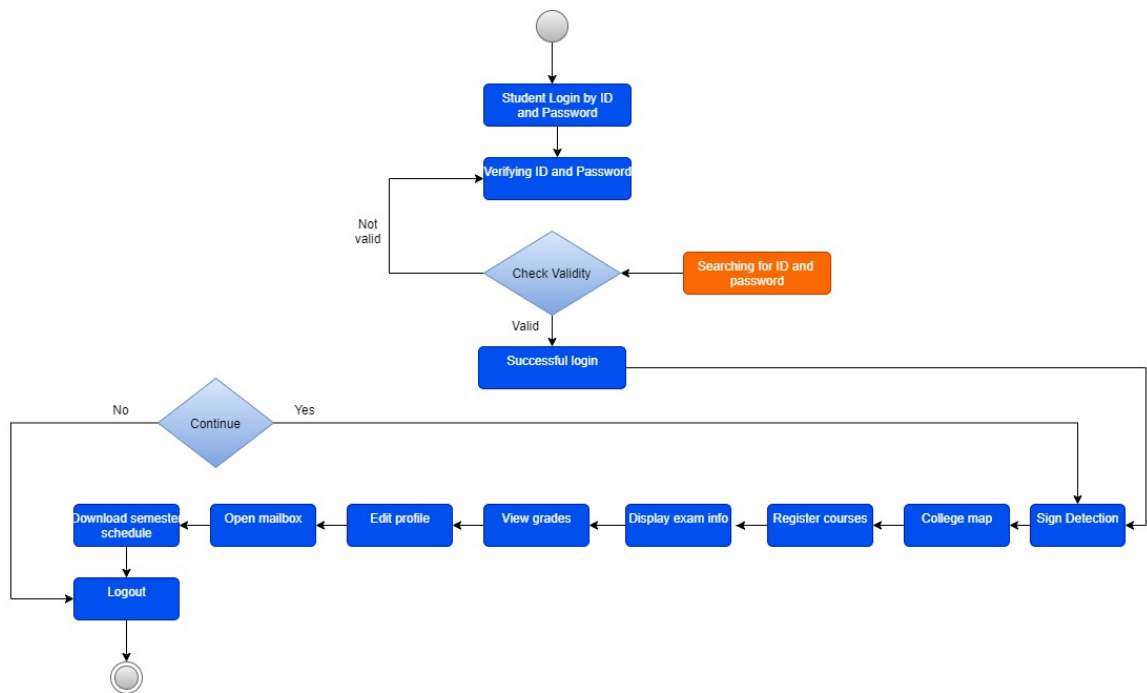 Student Login by ID
and Password
Verifying ID and Password
Not
valid
Check Validity
Searching for ID and
password
Valid
Successful login
No
Continue
Yes
Download semester
schedule
Open mailbox
Edit profile
View grades
Display exam info
Register courses
College map
Sign Detection
Logout